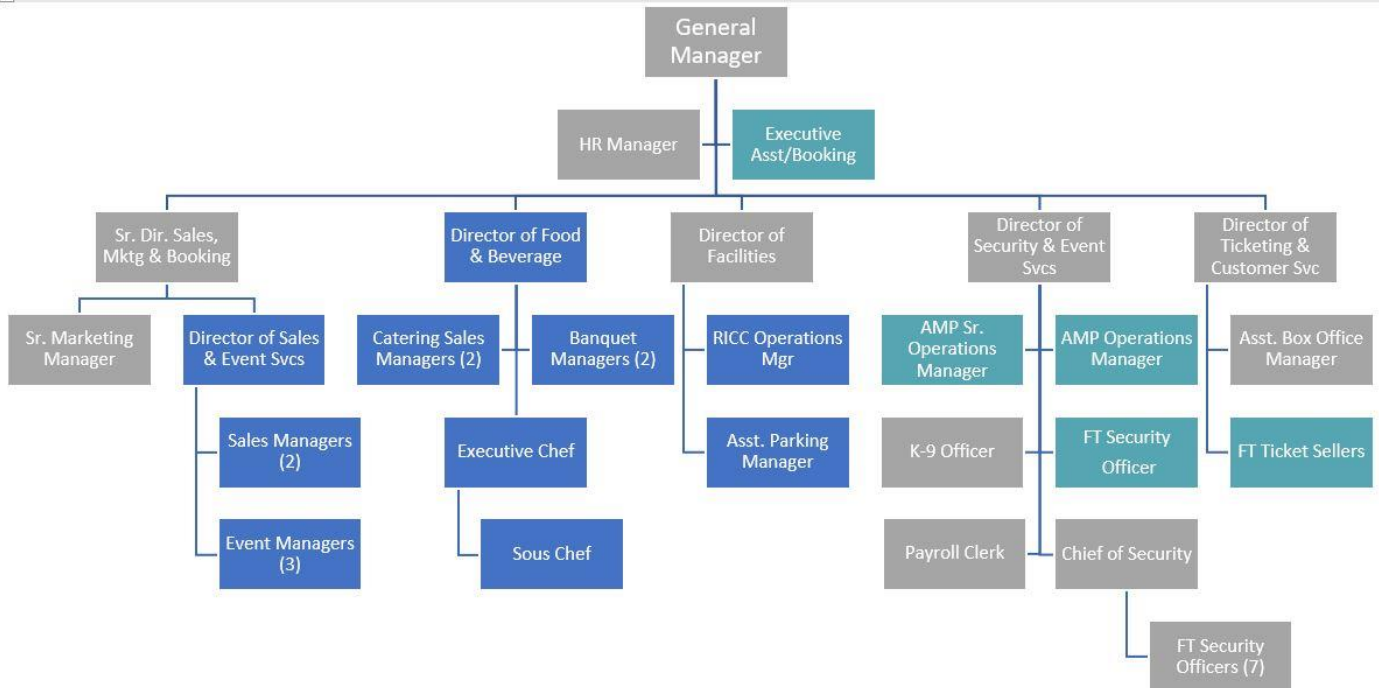 General
Manager
HR Manager
Executive
Asst/Booking
Sr. Dir. Sales,
Mktg & Booking
Director of Food
& Beverage
Director of
Facilities
Director of
Security & Event
Svcs
Director of
Ticketing &
Customer Svc
Sr. Marketing
Manager
Director of Sales
& Event Svcs
Catering Sales
Managers (2)
Banquet
Managers (2)
RICC Operations
Mgr
AMP Sr.
Operations
Manager
AMP Operations
Manager
Asst. Box Office
Manager
Sales Managers
(2)
Executive Chef
Asst. Parking
Manager
K-9 Officer
FT Security
Officer
FT Ticket Sellers
Event Managers
(3)
Sous Chef
Payroll Clerk
Chief of Security
FT Security
Officers (7)